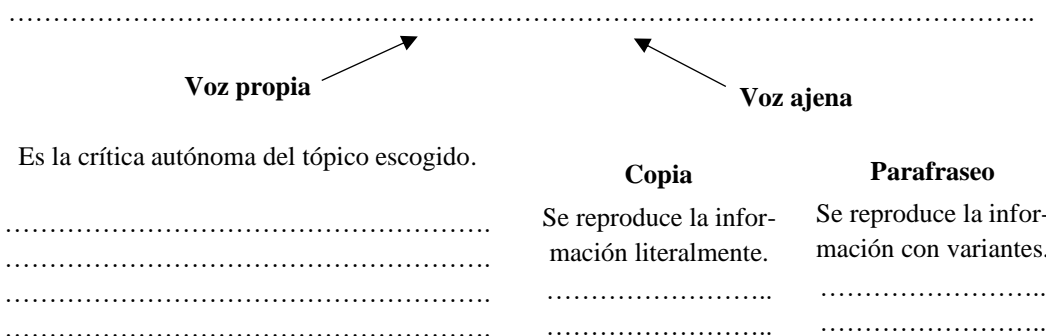 ……………………………………………………………………………………………………..
Voz propia
Voz ajena
Es la crítica autónoma del tópico escogido.
Copia
Parafraseo
Se reproduce la infor-
mación literalmente.
Se reproduce la infor-
mación con variantes.
……………………………………………….
……………………………………………….
……………………………………………….
……………………………………………….
……………………..
……………………..
……………………..
……………………..